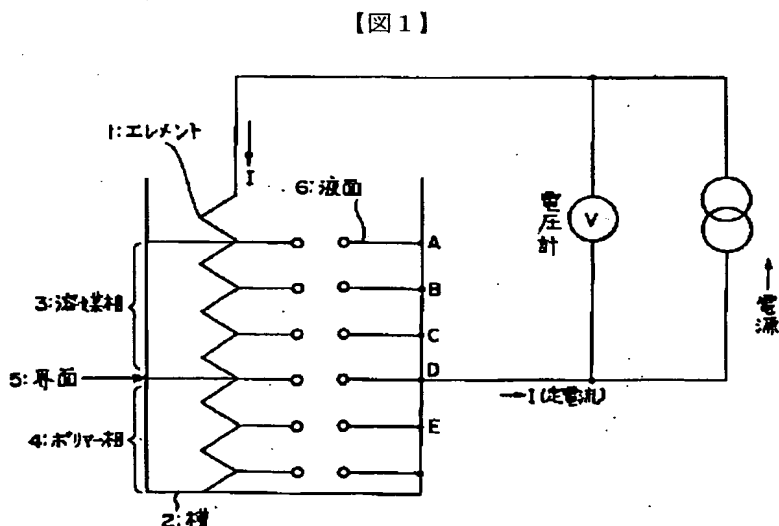 【図1】
1:エレメント
I
6:液面
A
電圧計
V
B
3:溶媒相
電源
C
D
5:界面
I(定電流)
4:ポリマー相
E
2:槽